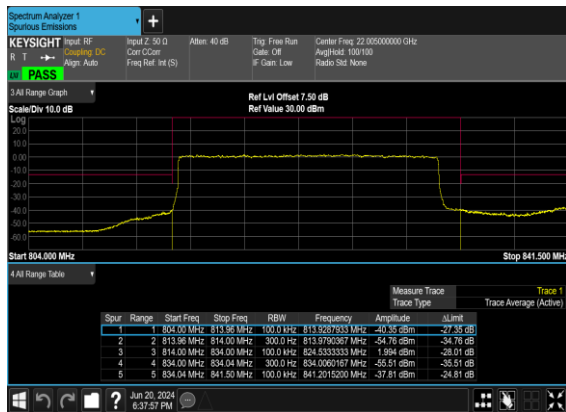 Spectrum Analyzer 1
Spurious Emissions
KEYSIGHT Input: RF Input Z: 50 Ω Atten: 40 dB Trig: Free Run Center Freq: 22.005000000 GHz
R T Coupling: DC Corr CCorr Gate: Off Avg|Hold: 100/100
Align: Auto Freq Ref: Int (S) IF Gain: Low Radio Std: None
PASS
3 All Range Graph
Ref Lvl Offset 7.50 dB
Scale/Div 10.0 dB Ref Value 30.00 dBm
Log
20.0
10.0
0.00
-10.0
-20.0
-30.0
-40.0
-50.0
-60.0
Start 804.000 MHz Stop 841.500 MHz
4 All Range Table
Measure Trace Trace 1
Trace Type Trace Average (Active)
Spur Range Start Freq Stop Freq RBW Frequency Amplitude ΔLimit
1 1 804.00 MHz 813.96 MHz 100.0 kHz 813.9287933 MHz -40.35 dBm -27.35 dB
2 2 813.96 MHz 814.00 MHz 300.0 Hz 813.9790367 MHz -54.76 dBm -34.76 dB
3 3 814.00 MHz 834.00 MHz 100.0 kHz 824.5333333 MHz 1.994 dBm -28.01 dB
4 4 834.00 MHz 834.04 MHz 300.0 Hz 834.0060167 MHz -55.51 dBm -35.51 dB
5 5 834.04 MHz 841.50 MHz 100.0 kHz 841.2015200 MHz -37.81 dBm -24.81 dB
Jun 20, 2024
6:37:57 PM